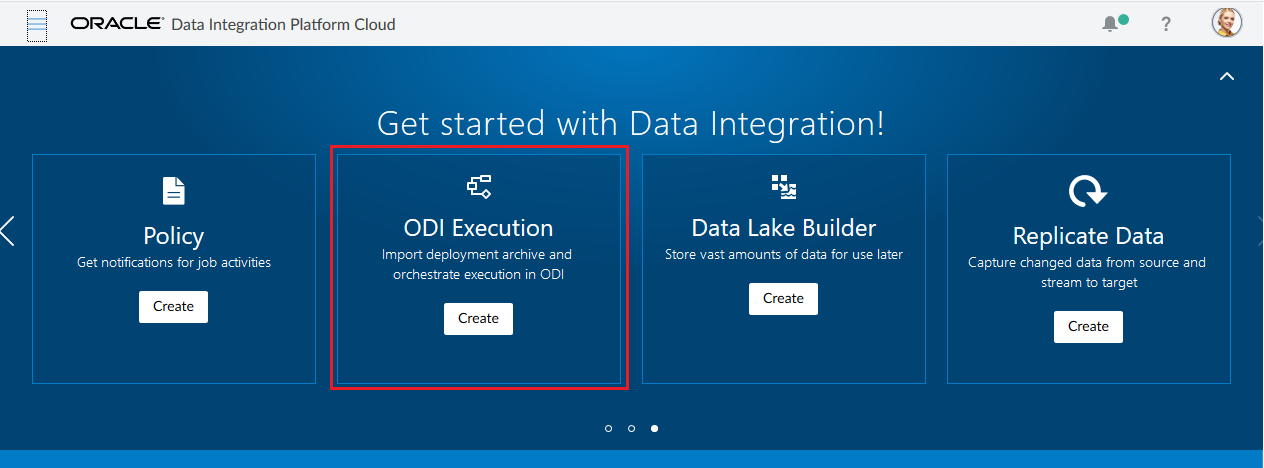 ORACLE® Data Integration Platform Cloud
?
Get started with Data Integration!
Policy
Get notifications for job activities
Create
ODI Execution
Import deployment archive and
orchestrate execution in ODI
Create
Data Lake Builder
Store vast amounts of data for use later
Create
Replicate Data
Capture changed data from source and
stream to target
Create